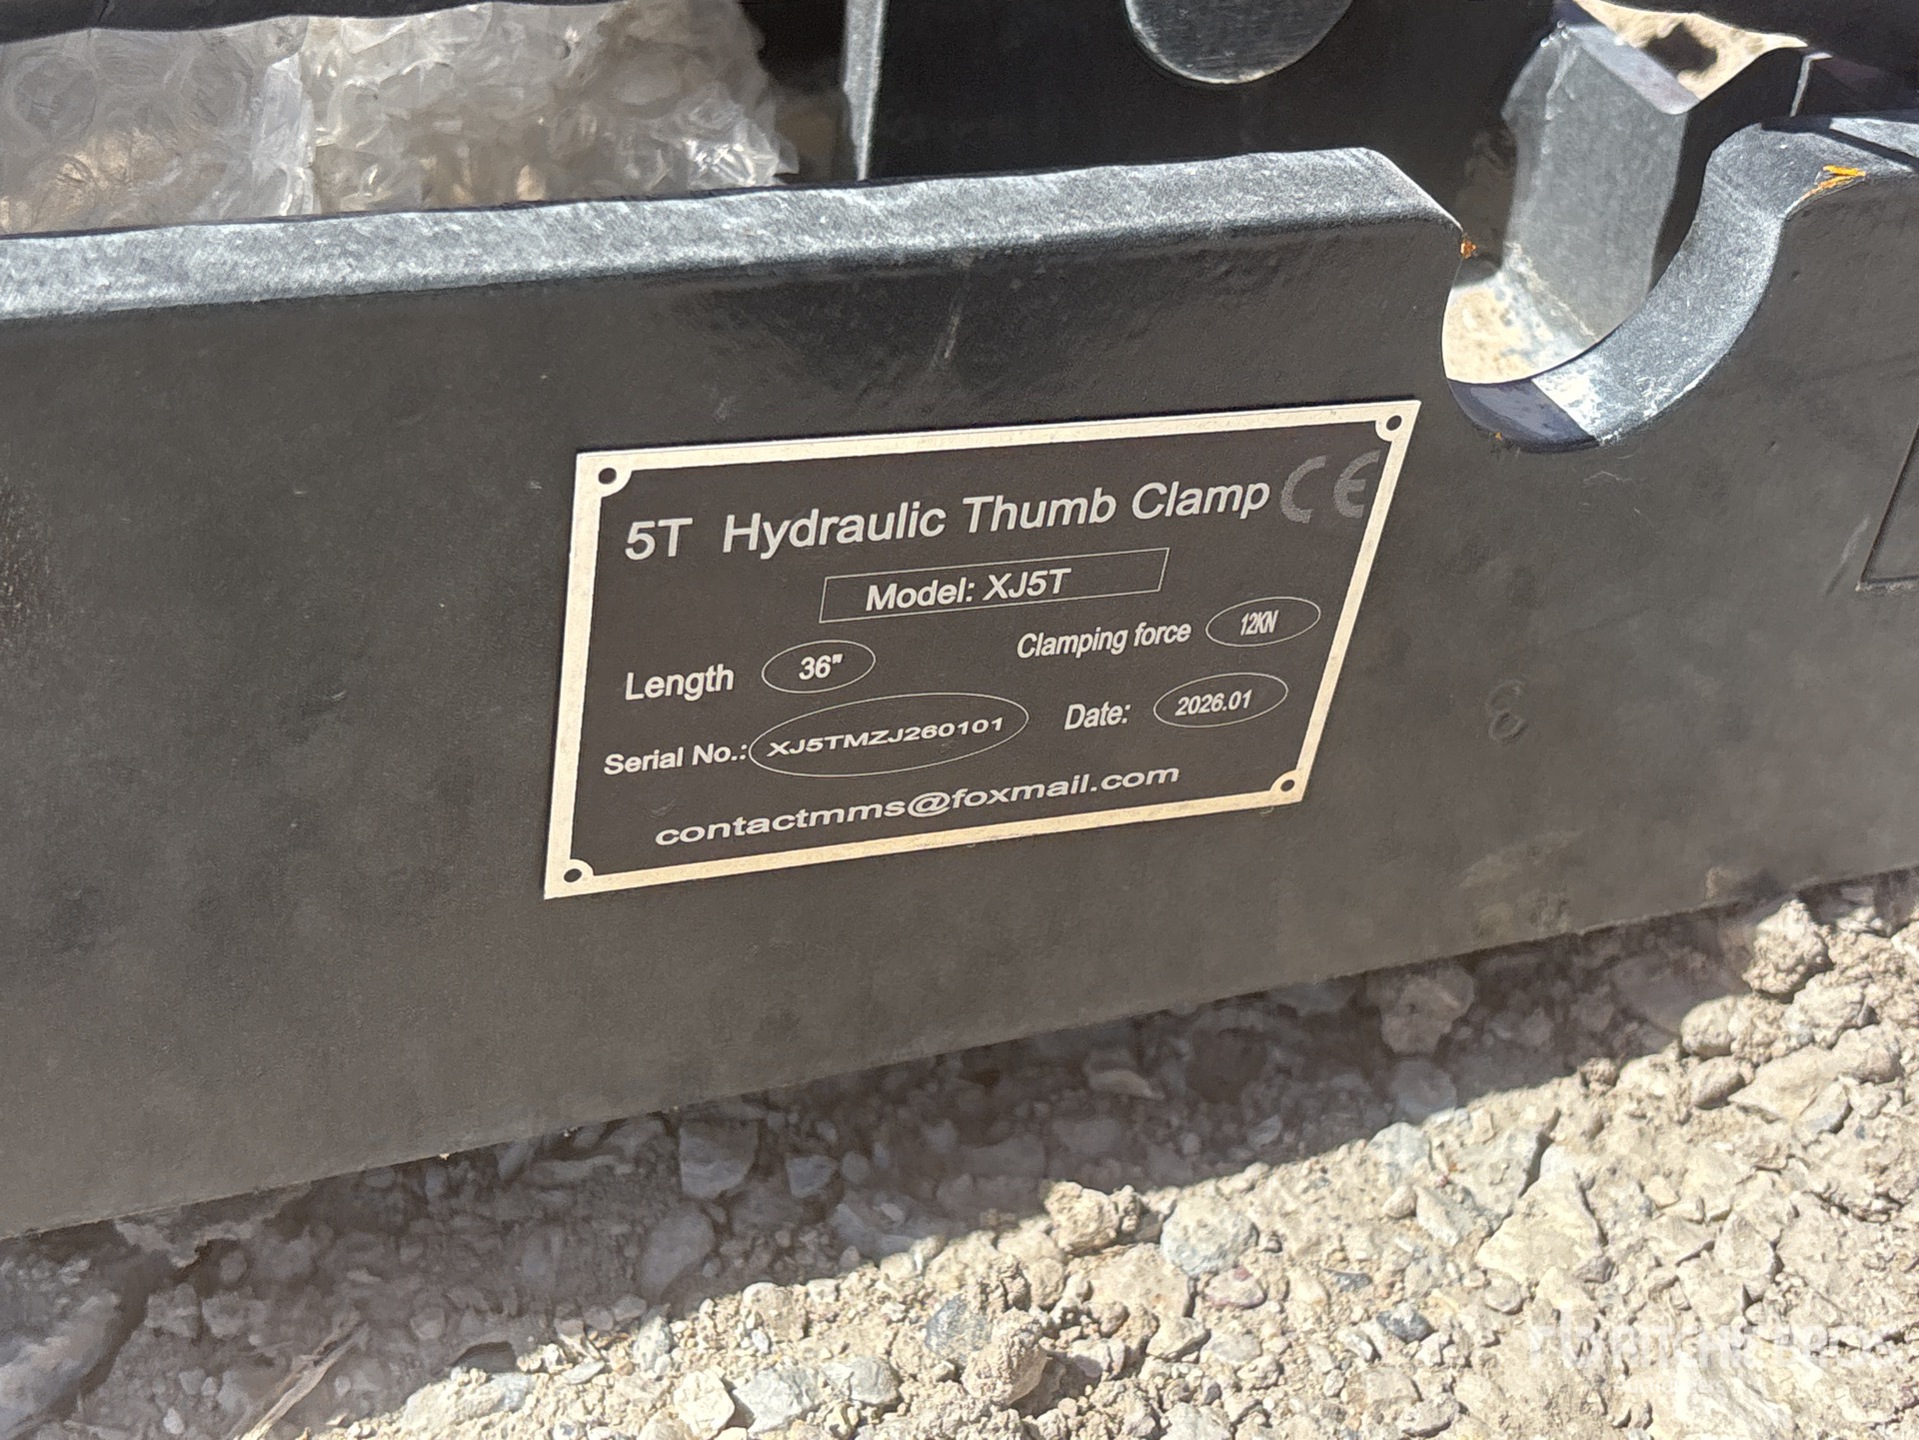 5T Hydraulic Thumb Clamp CE
Model: XJ5T
Length 36" Clamping force 12KN
Serial No.: XJ5TMZJ260101 Date: 2026.01
contactmms@foxmail.com